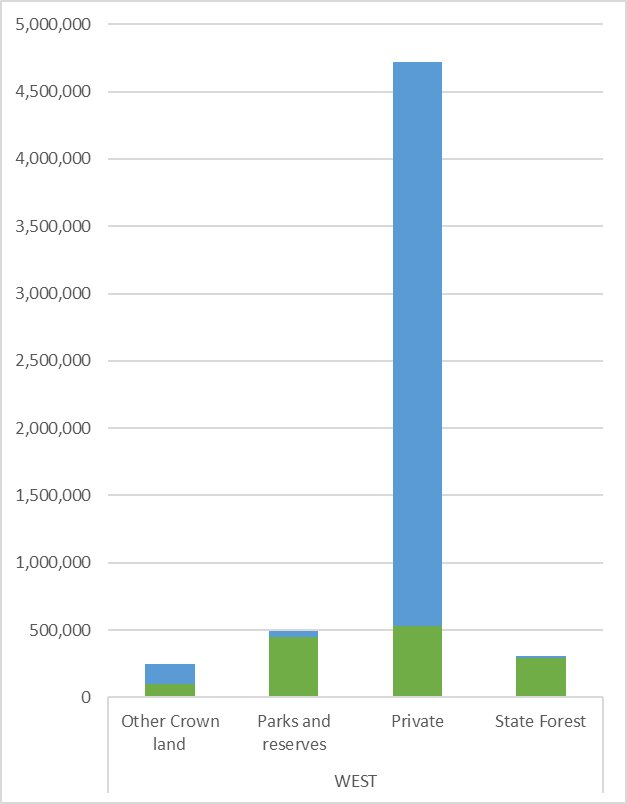 5,000,000
4,500,000
4,000,000
3,500,000
3,000,000
2,500,000
2,000,000
1,500,000
1,000,000
500,000
0
Other Crown land
Parks and reserves
Private
State Forest
WEST